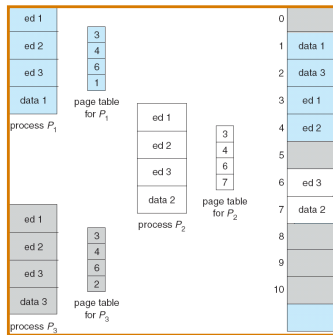 ed 1
ed 2
ed 3
data 1
process P1
3
4
6
1
page table
for P1
ed 1
ed 2
ed 3
data 2
process P2
3
4
6
7
page table
for P2
ed 1
ed 2
ed 3
data 3
process P3
3
4
6
2
page table
for P3
0
1 data 1
2 data 3
3 ed 1
4 ed 2
5
6 ed 3
7 data 2
8
9
10